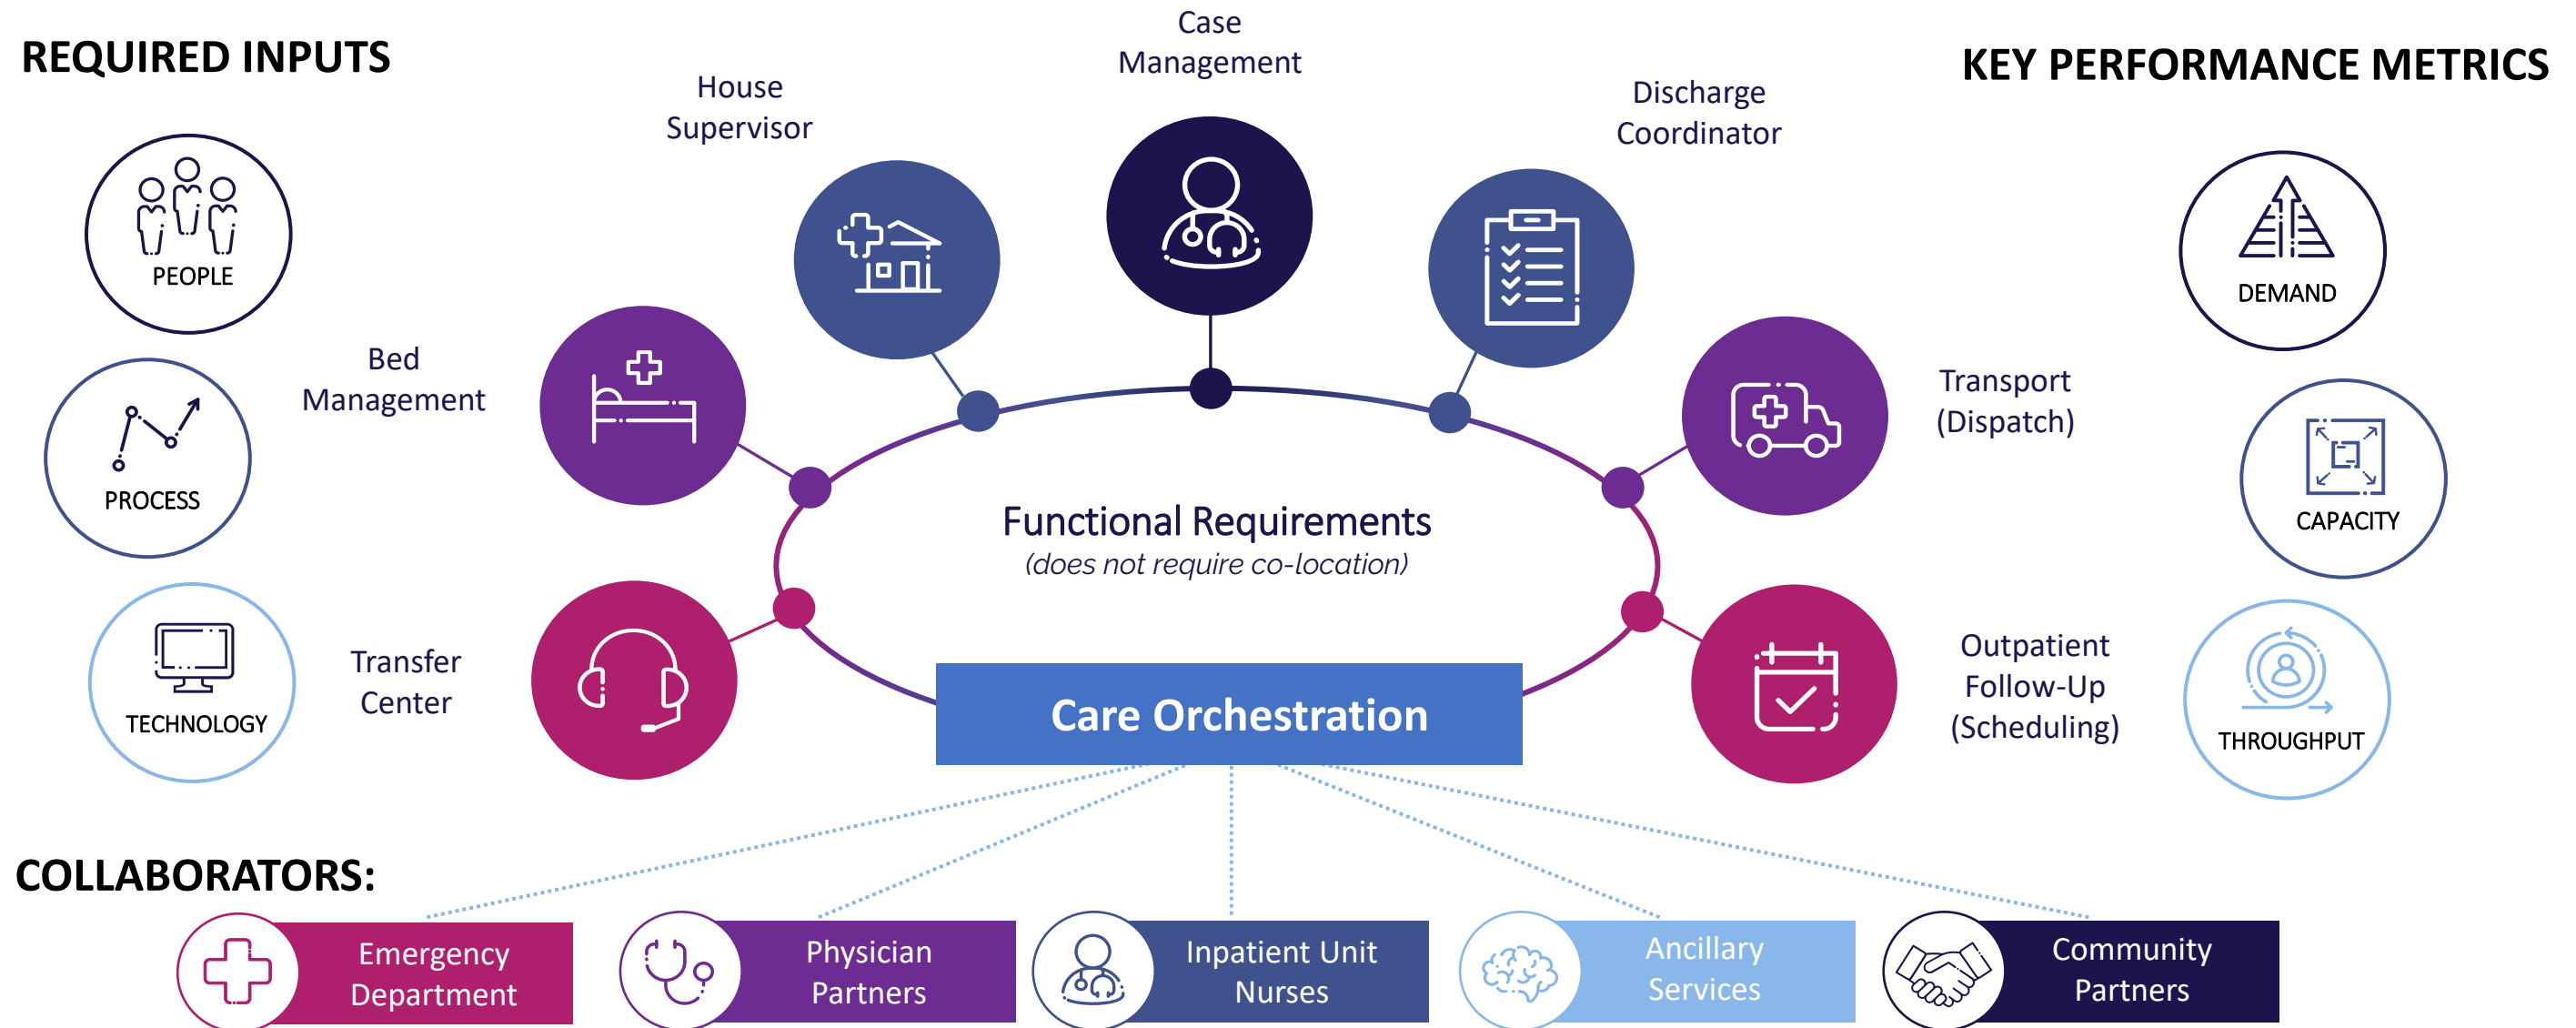 REQUIRED INPUTS
PEOPLE
PROCESS
TECHNOLOGY
Case
Management
House
Supervisor
Discharge
Coordinator
Bed
Management
Transport
(Dispatch)
Transfer
Center
Outpatient
Follow-Up
(Scheduling)
Functional Requirements
(does not require co-location)
Care Orchestration
KEY PERFORMANCE METRICS
DEMAND
CAPACITY
THROUGHPUT
COLLABORATORS:
Emergency
Department
Physician
Partners
Inpatient Unit
Nurses
Ancillary
Services
Community
Partners